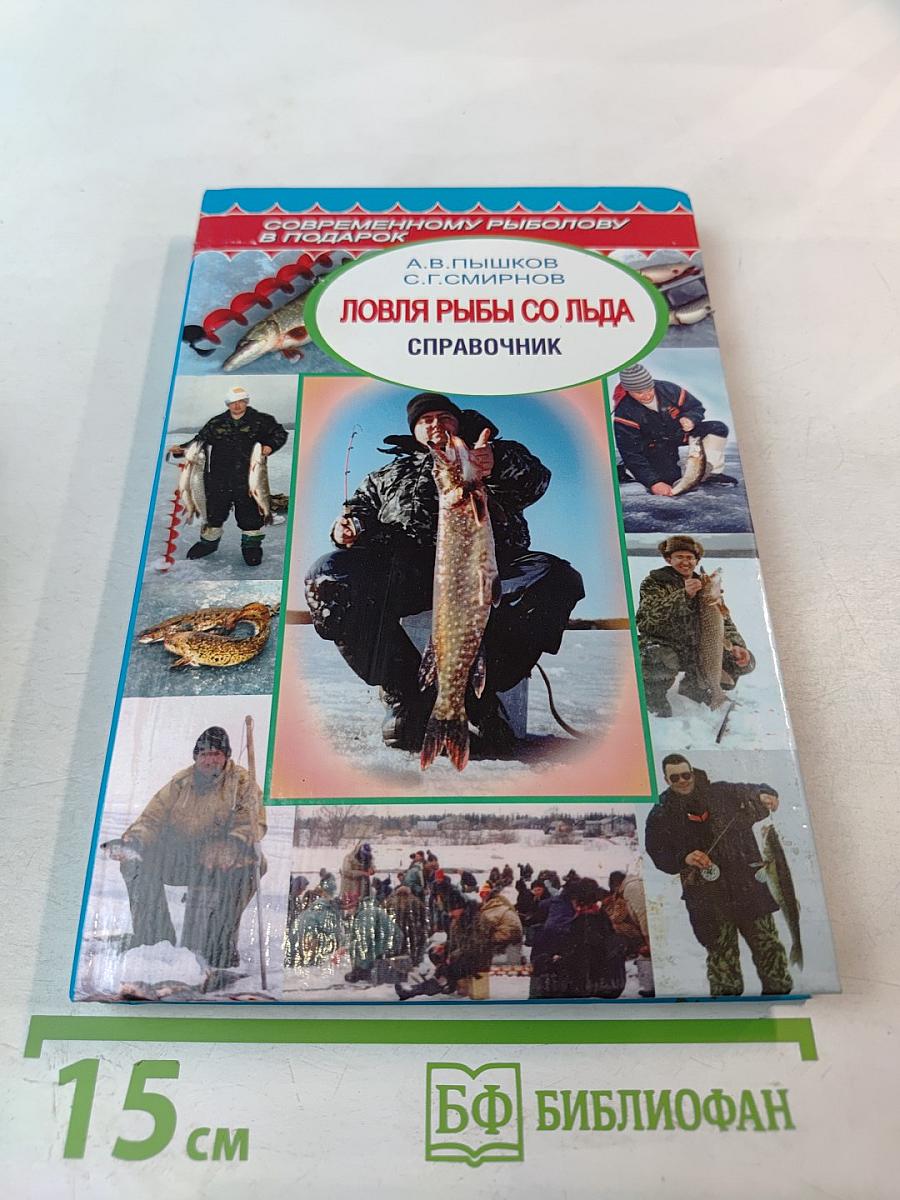 СОВРЕМЕННОМУ РЫБОЛОВУ
В ПОДАРОК
А.В.ПЫШКОВ
С.Г.СМИРНОВ
ЛОВЛЯ РЫБЫ СО ЛЬДА
СПРАВОЧНИК
15 см
БФ БИБЛИОФАН